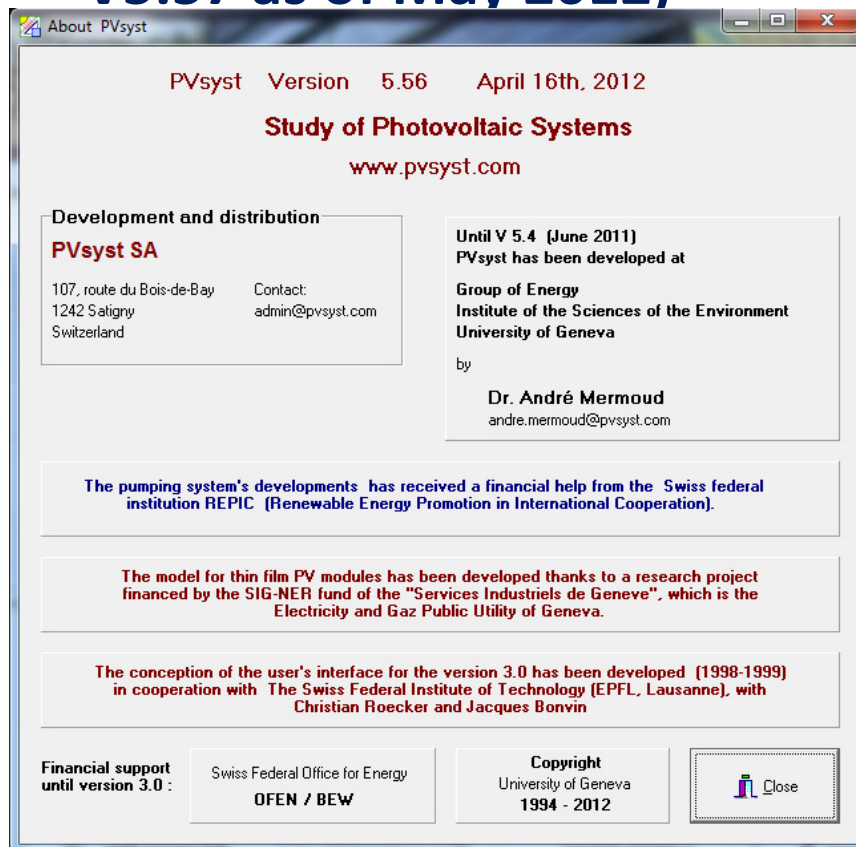 V5.57 as of May 2012)
About PVsyst
PVsyst Version 5.56 April 16th, 2012
Study of Photovoltaic Systems
www.pvsyst.com
Development and distribution
PVsyst SA
107, route du Bois-de-Bay
1242 Satigny
Switzerland
Contact:
admin@pvsyst.com
Until V 5.4 (June 2011)
PVsyst has been developed at
Group of Energy
Institute of the Sciences of the Environment
University of Geneva
by
Dr. André Mermoud
andre.mermoud@pvsyst.com
The pumping system's developments has received a financial help from the Swiss federal
institution REPIC (Renewable Energy Promotion in International Cooperation).
The model for thin film PV modules has been developed thanks to a research project
financed by the SIG-NER fund of the "Services Industriels de Geneve", which is the
Electricity and Gaz Public Utility of Geneva.
The conception of the user's interface for the version 3.0 has been developed (1998-1999)
in cooperation with The Swiss Federal Institute of Technology (EPFL, Lausanne), with
Christian Roecker and Jacques Bonvin
Financial support
until version 3.0 :
Swiss Federal Office for Energy
OFEN / BEW
Copyright
University of Geneva
1994 - 2012
Close